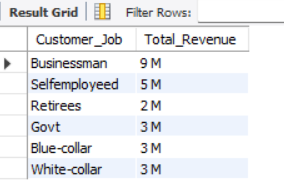 Result Grid Filter Rows:
Customer_Job Total_Revenue
Businessman 9 M
Selfemployeed 5 M
Retirees 2 M
Govt 3 M
Blue-collar 3 M
White-collar 3 M